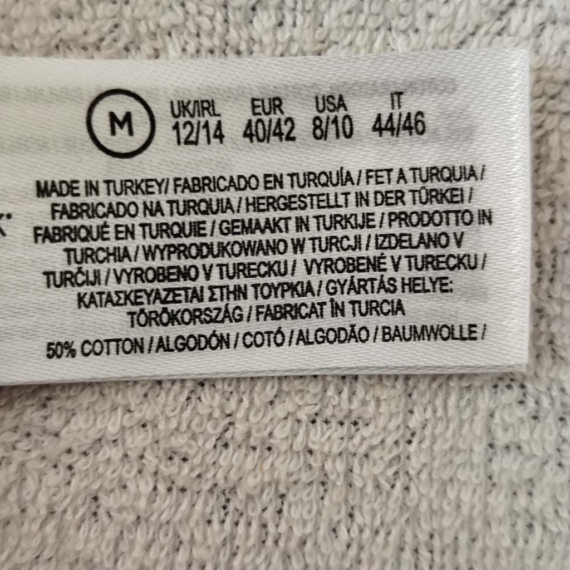 M
UK/IRL EUR USA IT
12/14 40/42 8/10 44/46
MADE IN TURKEY/ FABRICADO EN TURQUÍA / FET A TURQUIA /
FABRICADO NA TURQUIA / HERGESTELLT IN DER TÜRKEI /
FABRIQUÉ EN TURQUIE / GEMAAKT IN TURKIJE / PRODOTTO IN
TURCHIA / WYPRODUKOWANO W TURCJI / IZDELANO V
TURČIJI / VYROBENO V TURECKU / VYROBENÉ V TURECKU /
ΚΑΤΑΣΚΕΥΑΖΕΤΑΙ ΣΤΗΝ ΤΟΥΡΚΙΑ / GYÁRTÁS HELYE:
TÖRÖKORSZÁG / FABRICAT ÎN TURCIA
50% COTTON / ALGODÓN / COTÓ / ALGODÃO / BAUMWOLLE /